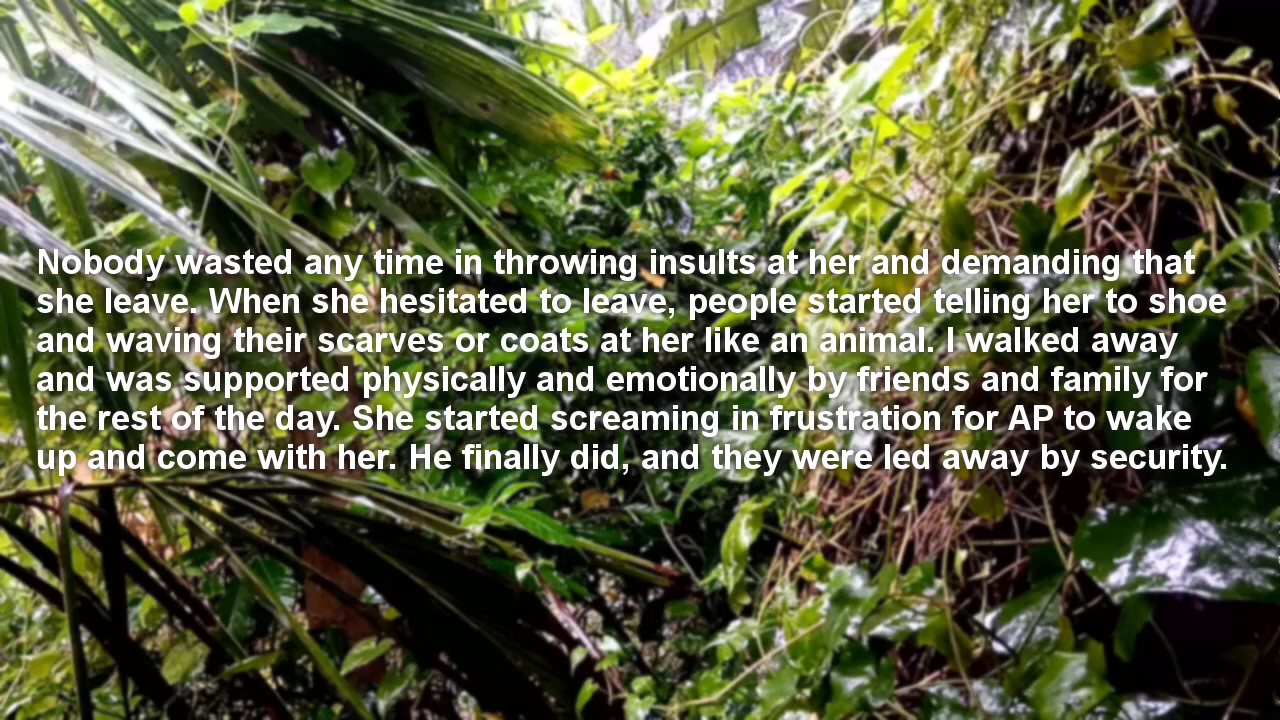 Nobody wasted any time in throwing insults at her and demanding that
she leave. When she hesitated to leave, people started telling her to shoe
and waving their scarves or coats at her like an animal. I walked away
and was supported physically and emotionally by friends and family for
the rest of the day. She started screaming in frustration for AP to wake
up and come with her. He finally did, and they were led away by security.